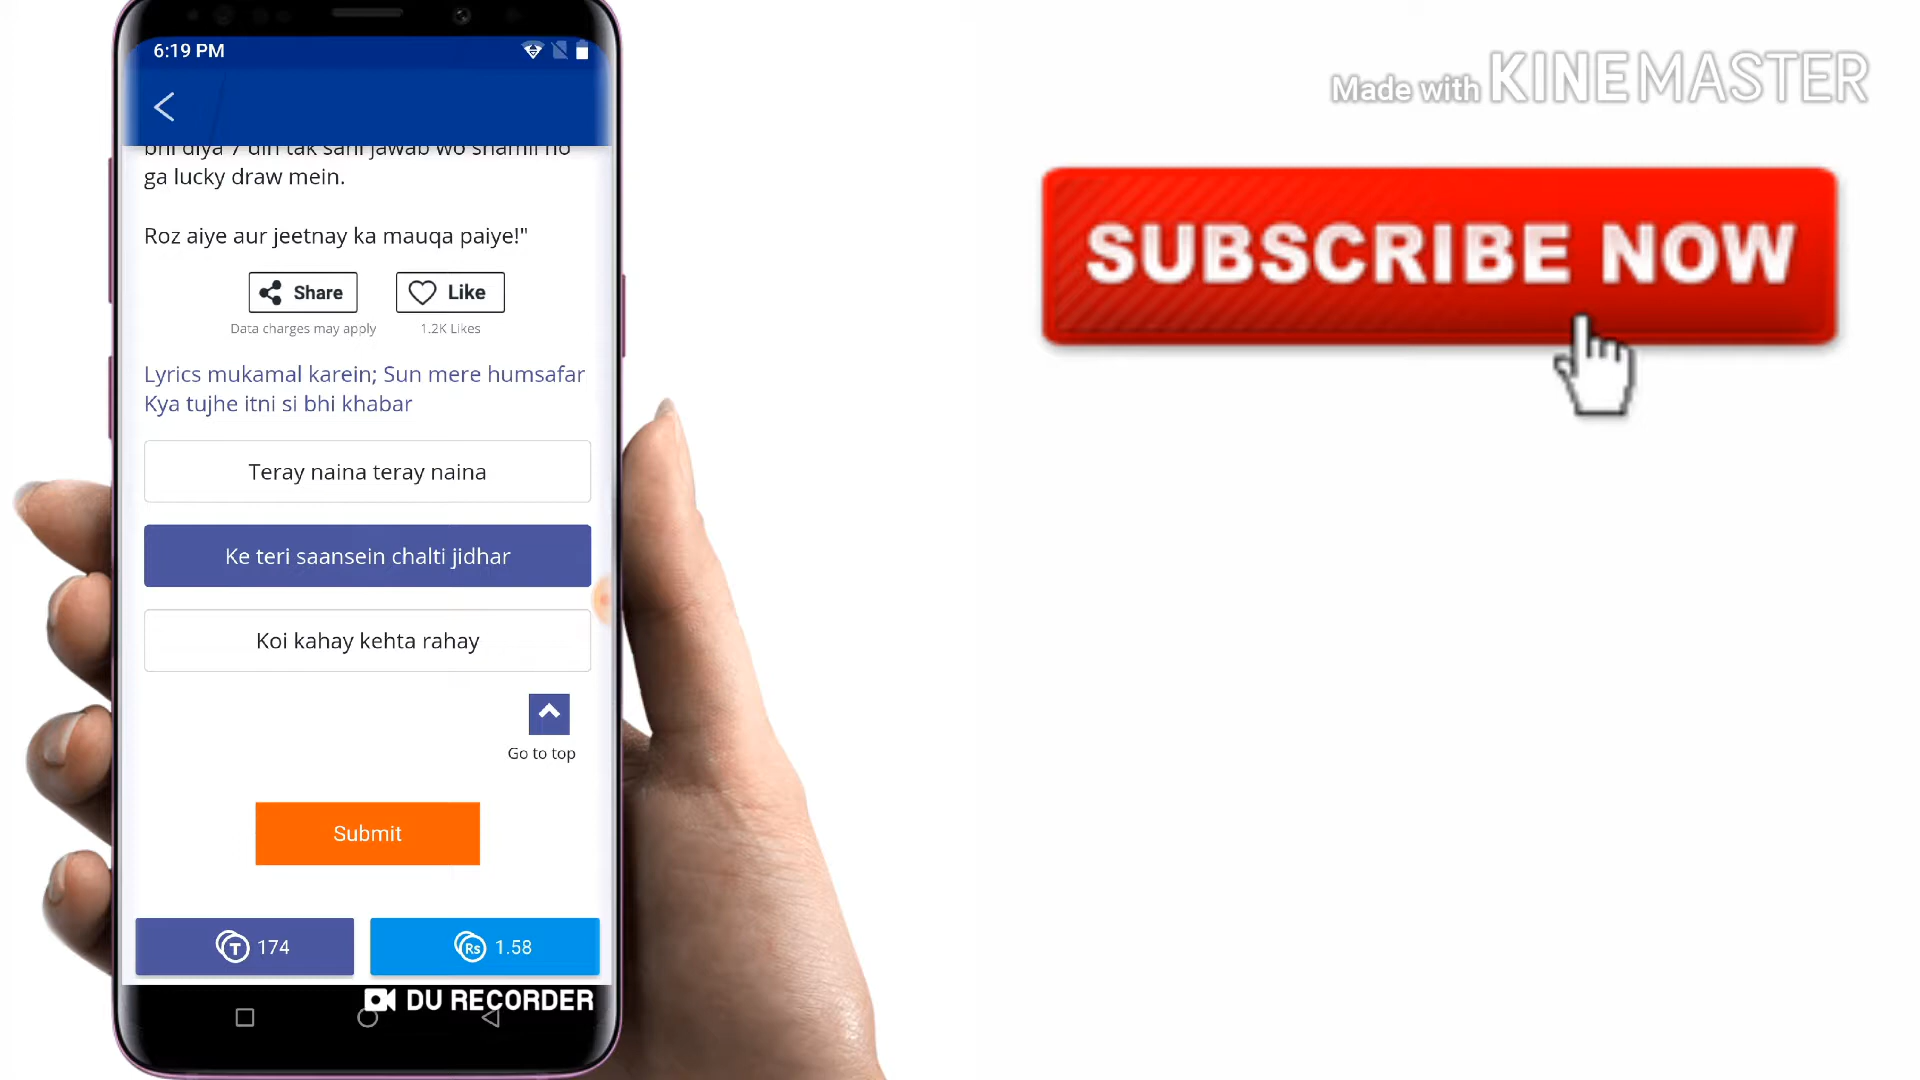 6:19 PM
Made with KINEMASTER
bhi diya 7 din tak sahi jawab wo shamil ho
ga lucky draw mein.
Roz aiye aur jeetnay ka mauqa paiye!"
SUBSCRIBE NOW
Share
Like
Data charges may apply
1.2K Likes
Lyrics mukamal karein; Sun mere humsafar
Kya tujhe itni si bhi khabar
Teray naina teray naina
Ke teri saansein chalti jidhar
Koi kahay kehta rahay
Go to top
Submit
T 174
Rs 1.58
DU RECORDER